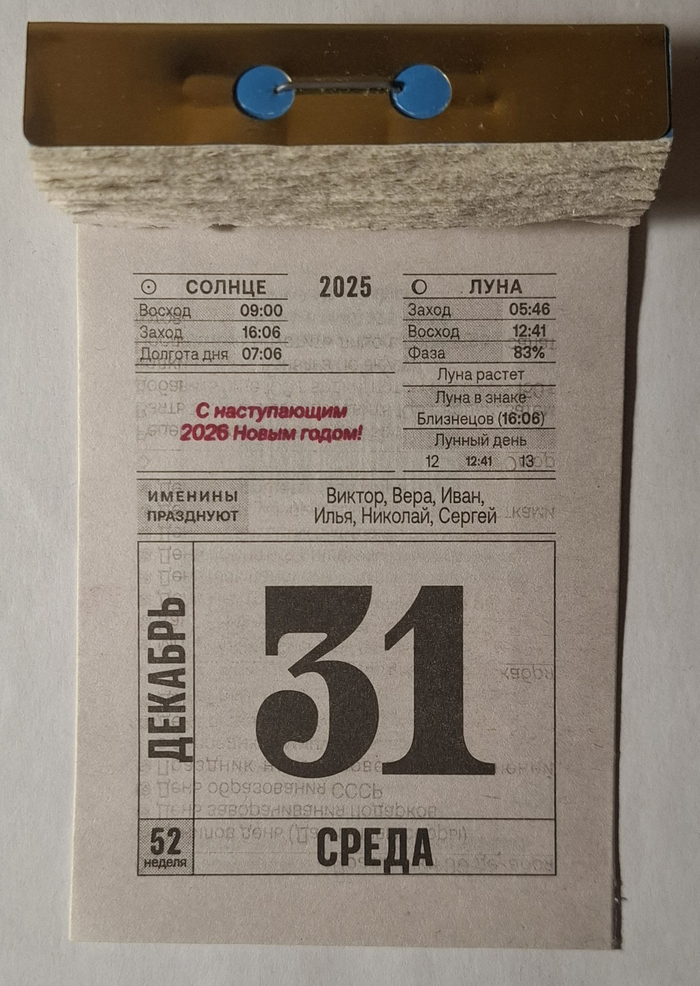 СОЛНЦЕ
Восход 09:00
Заход 16:06
Долгота дня 07:06
2025
ЛУНА
Заход 05:46
Восход 12:41
Фаза 83%
Луна растет
Луна в знаке
Близнецов (16:06)
Лунный день
12 12:41 13
С наступающим
2026 Новым годом!
ИМЕНИНЫ
ПРАЗДНУЮТ
Виктор, Вера, Иван,
Илья, Николай, Сергей
ДЕКАБРЬ
31
52
неделя
СРЕДА